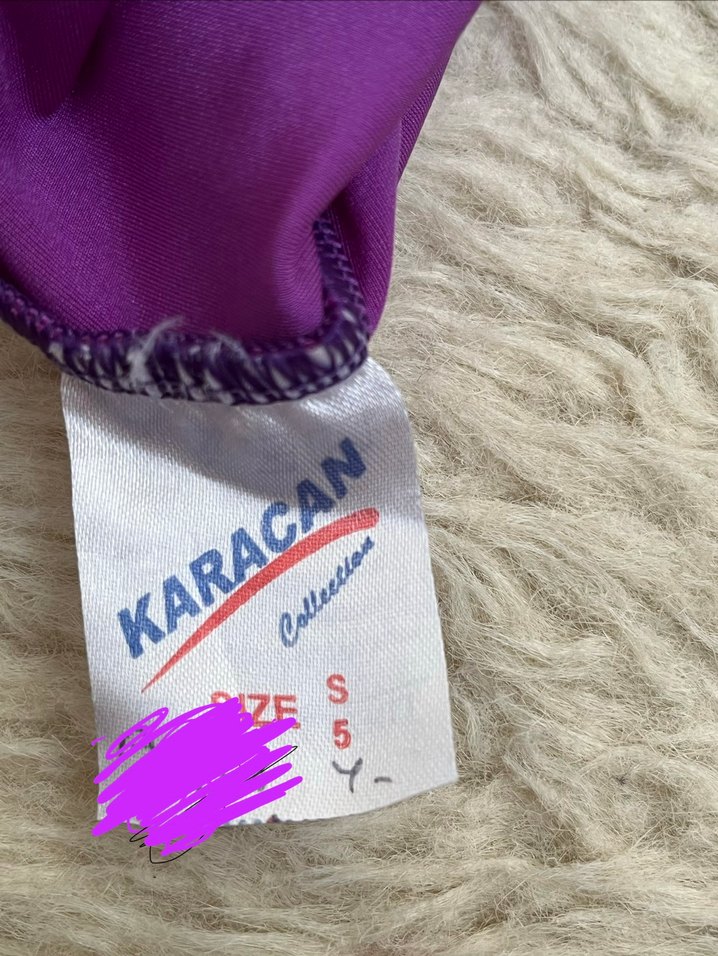 KARACAN
Collection
SIZE S
5
Y-